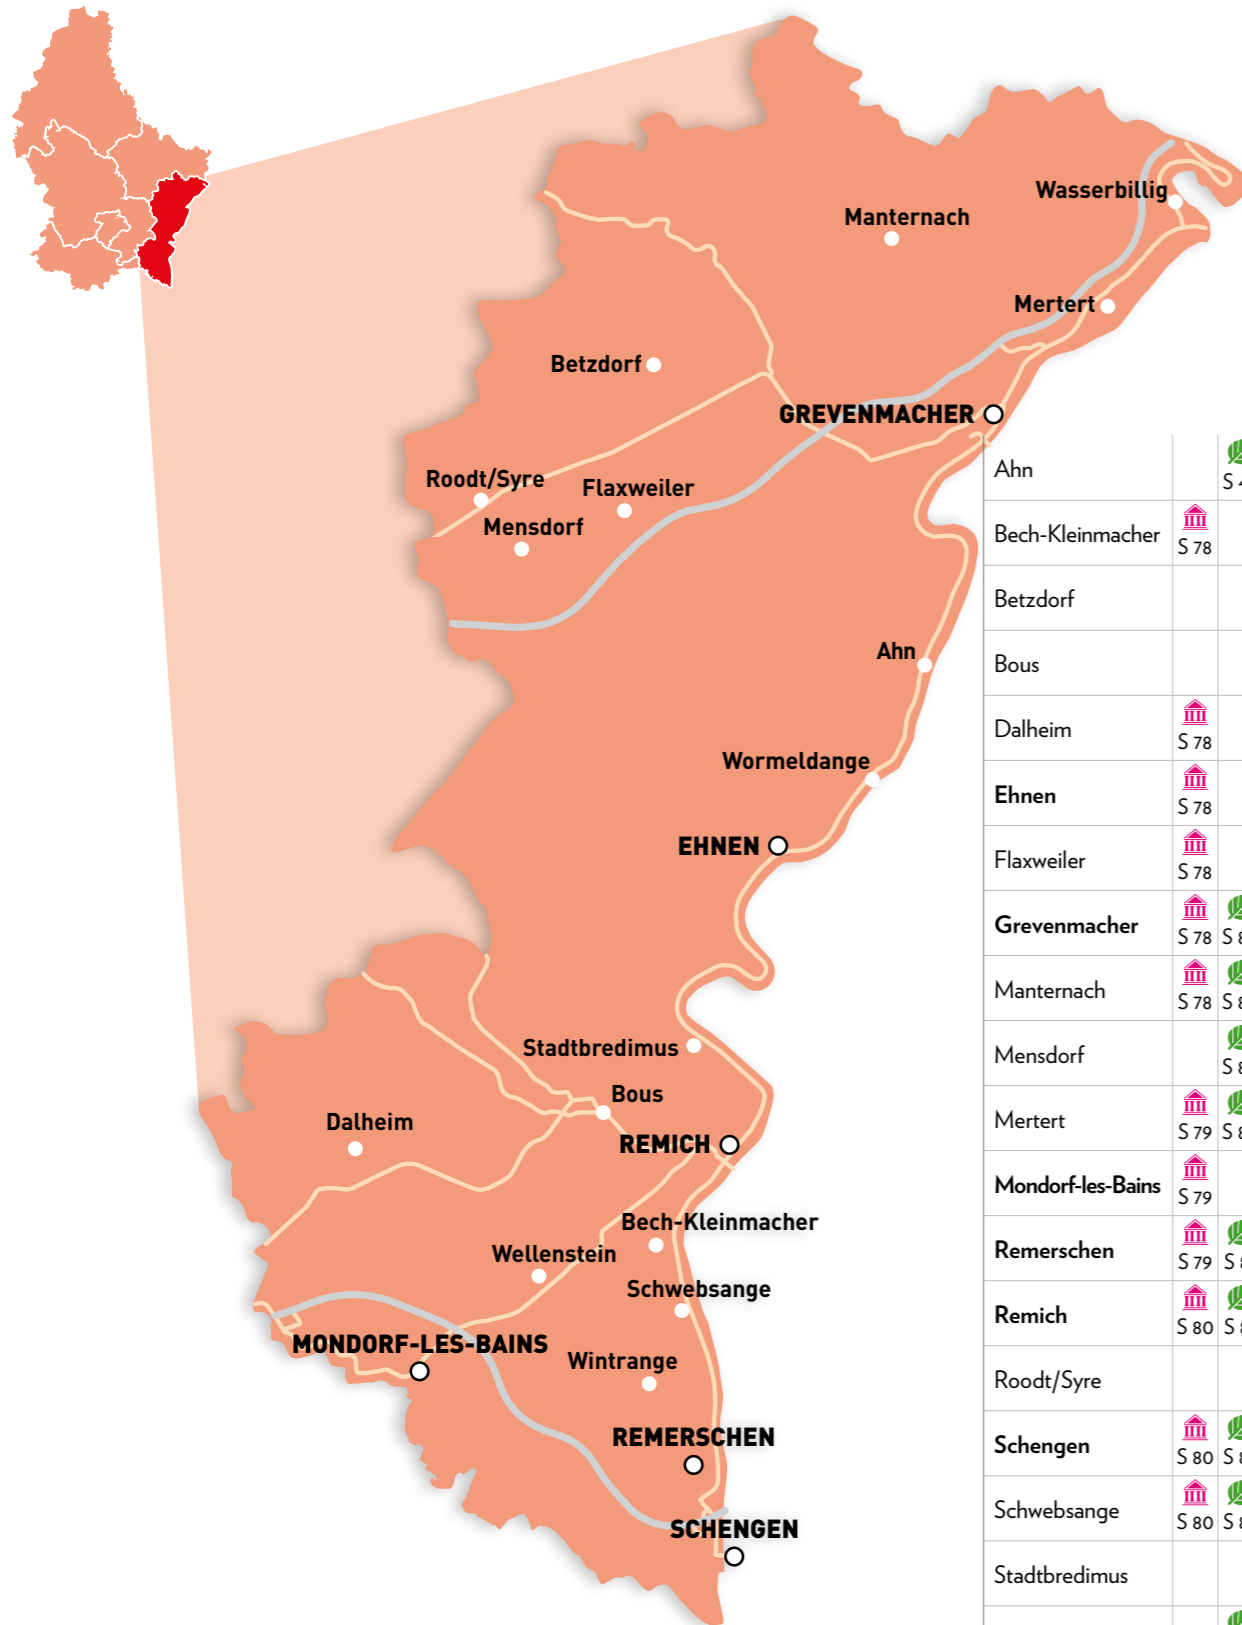 Wasserbillig
Manternach
Mertert
Betzdorf
GREVENMACHER
Roodt/Syre
Flaxweiler
Mensdorf
Ahn
Wormeldange
EHNEN
Stadtbredimus
Bous
Dalheim
REMICH
Bech-Kleinmacher
Wellenstein
Schwebsange
MONDORF-LES-BAINS
Wintrange
REMERSCHEN
SCHENGEN
Ahn S
Bech-Kleinmacher S 78
Betzdorf
Bous
Dalheim S 78
Ehnen S 78
Flaxweiler S 78
Grevenmacher S 78 S
Manternach S 78 S
Mensdorf S
Mertert S 79 S
Mondorf-les-Bains S 79
Remerschen S 79 S
Remich S 80 S
Roodt/Syre
Schengen S 80 S
Schwebsange S 80 S
Stadtbredimus